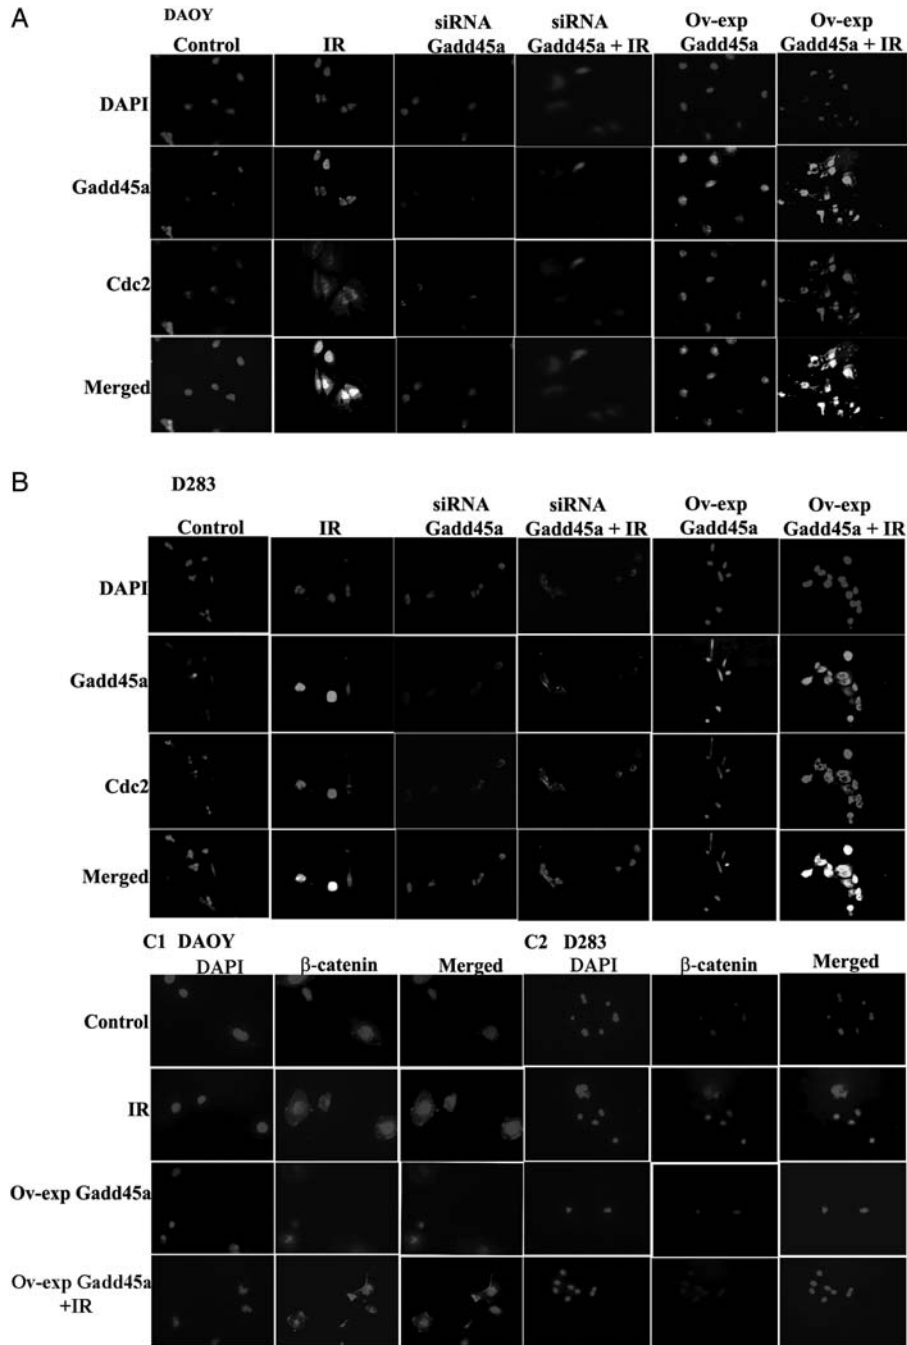 A
DAOY
Control IR siRNA Gadd45a siRNA Gadd45a + IR Ov-exp Gadd45a Ov-exp Gadd45a + IR
DAPI
Gadd45a
Cdc2
Merged
B
D283
Control IR siRNA Gadd45a siRNA Gadd45a + IR Ov-exp Gadd45a Ov-exp Gadd45a + IR
DAPI
Gadd45a
Cdc2
Merged
C1 DAOY C2 D283
DAPI β-catenin Merged DAPI β-catenin Merged
Control
IR
Ov-exp Gadd45a
Ov-exp Gadd45a
+IR